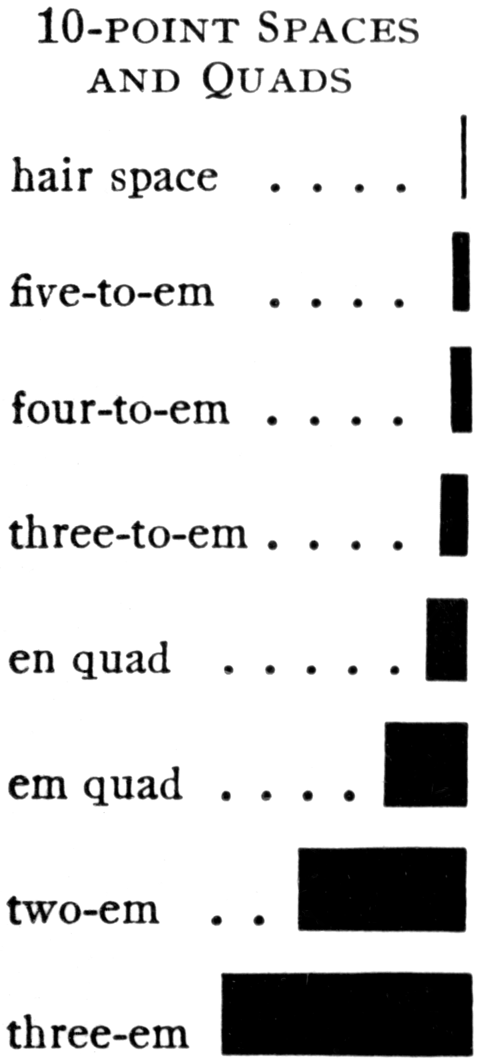 10-POINT SPACES
AND QUADS
hair space . . . .
five-to-em . . . .
four-to-em . . . .
three-to-em . . . .
en quad . . . . .
em quad . . . .
two-em . .
three-em